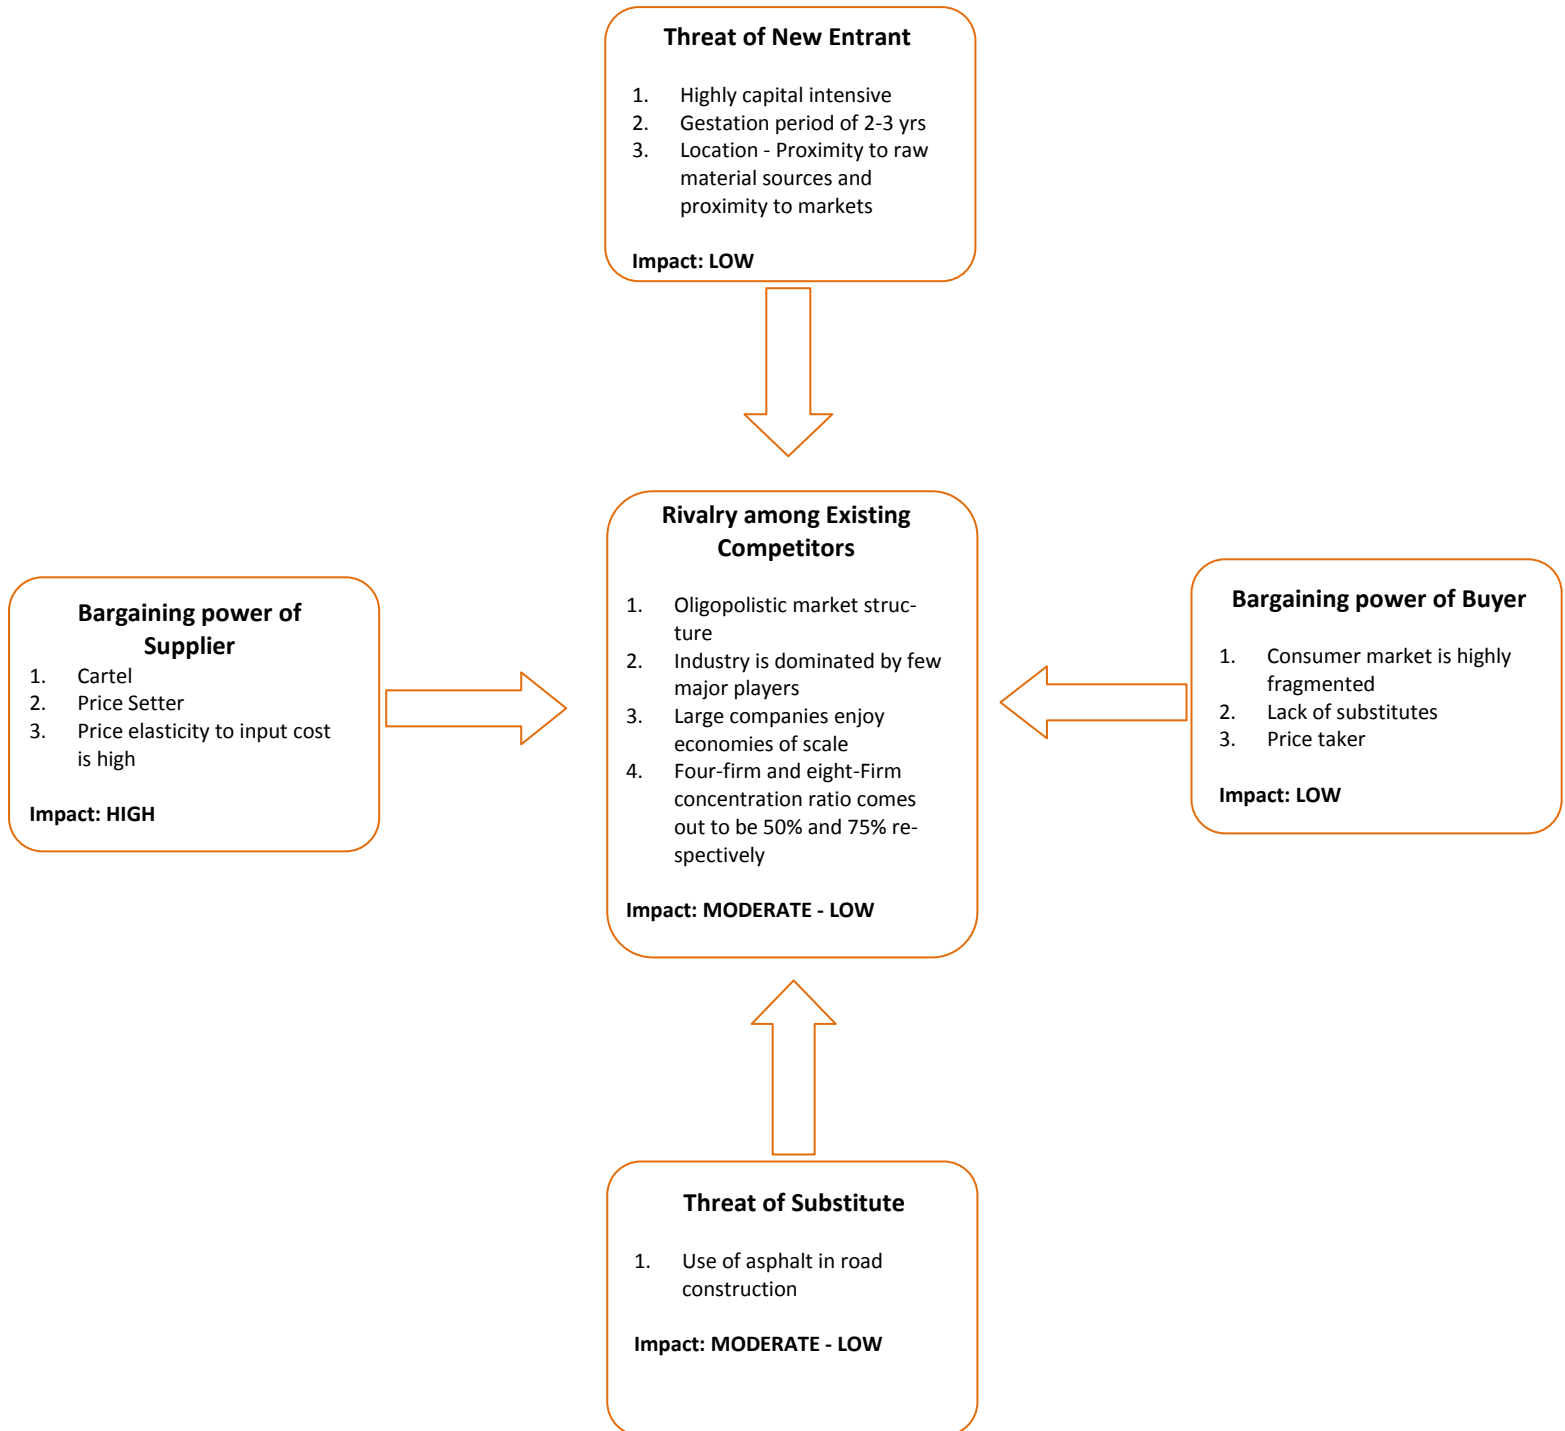 Threat of New Entrant
1. Highly capital intensive
2. Gestation period of 2-3 yrs
3. Location - Proximity to raw
material sources and
proximity to markets
Impact: LOW
Rivalry among Existing
Competitors
1. Oligopolistic market struc-
ture
2. Industry is dominated by few
major players
3. Large companies enjoy
economies of scale
4. Four-firm and eight-Firm
concentration ratio comes
out to be 50% and 75% re-
spectively
Impact: MODERATE - LOW
Bargaining power of
Supplier
1. Cartel
2. Price Setter
3. Price elasticity to input cost
is high
Impact: HIGH
Bargaining power of Buyer
1. Consumer market is highly
fragmented
2. Lack of substitutes
3. Price taker
Impact: LOW
Threat of Substitute
1. Use of asphalt in road
construction
Impact: MODERATE - LOW